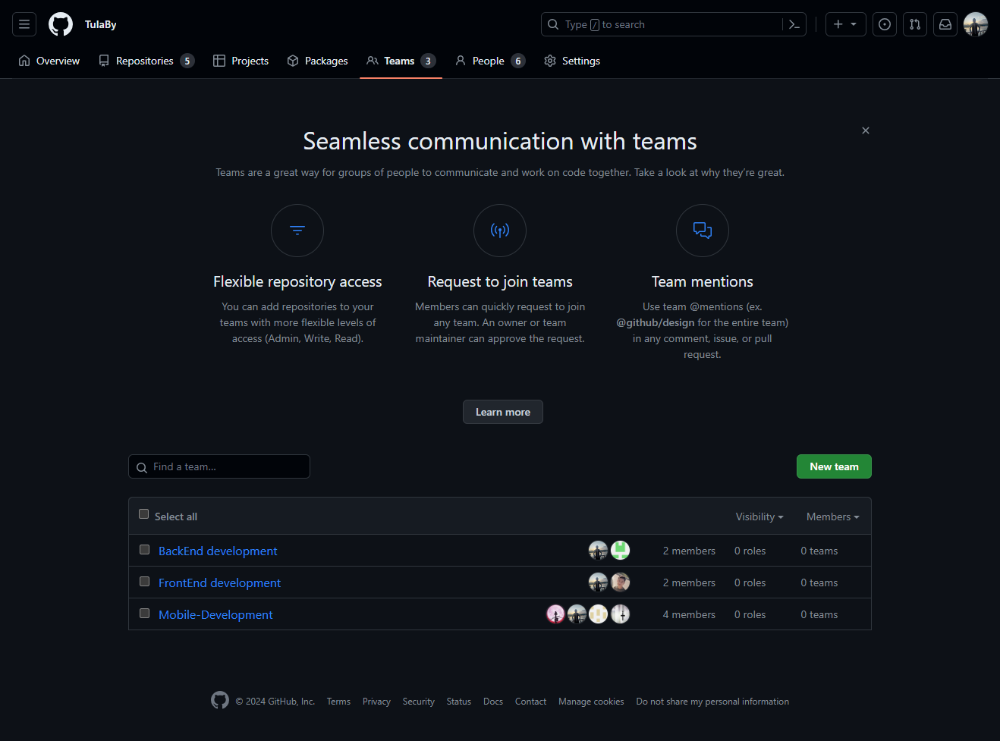 TulaBy
Type / to search
Overview
Repositories 5
Projects
Packages
Teams 3
People 6
Settings
Seamless communication with teams
Teams are a great way for groups of people to communicate and work on code together. Take a look at why they’re great.
Flexible repository access
You can add repositories to your
teams with more flexible levels of
access (Admin, Write, Read).
Request to join teams
Members can quickly request to join
any team. An owner or team
maintainer can approve the request.
Team mentions
Use team @mentions (ex.
@github/design for the entire team)
in any comment, issue, or pull
request.
Learn more
Find a team…
New team
Select all
Visibility
Members
BackEnd development 2 members 0 roles 0 teams
FrontEnd development 2 members 0 roles 0 teams
Mobile-Development 4 members 0 roles 0 teams
© 2024 GitHub, Inc. Terms Privacy Security Status Docs Contact Manage cookies Do not share my personal information